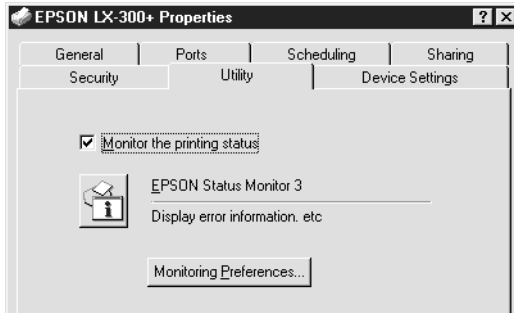 EPSON LX-300+ Properties
General Ports Scheduling Sharing
Security Utility Device Settings
Monitor the printing status
EPSON Status Monitor 3
Display error information. etc
Monitoring Preferences...